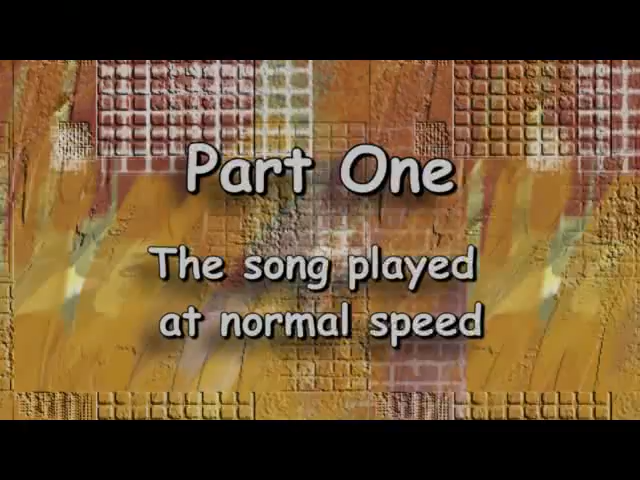 Part One
The song played
at normal speed